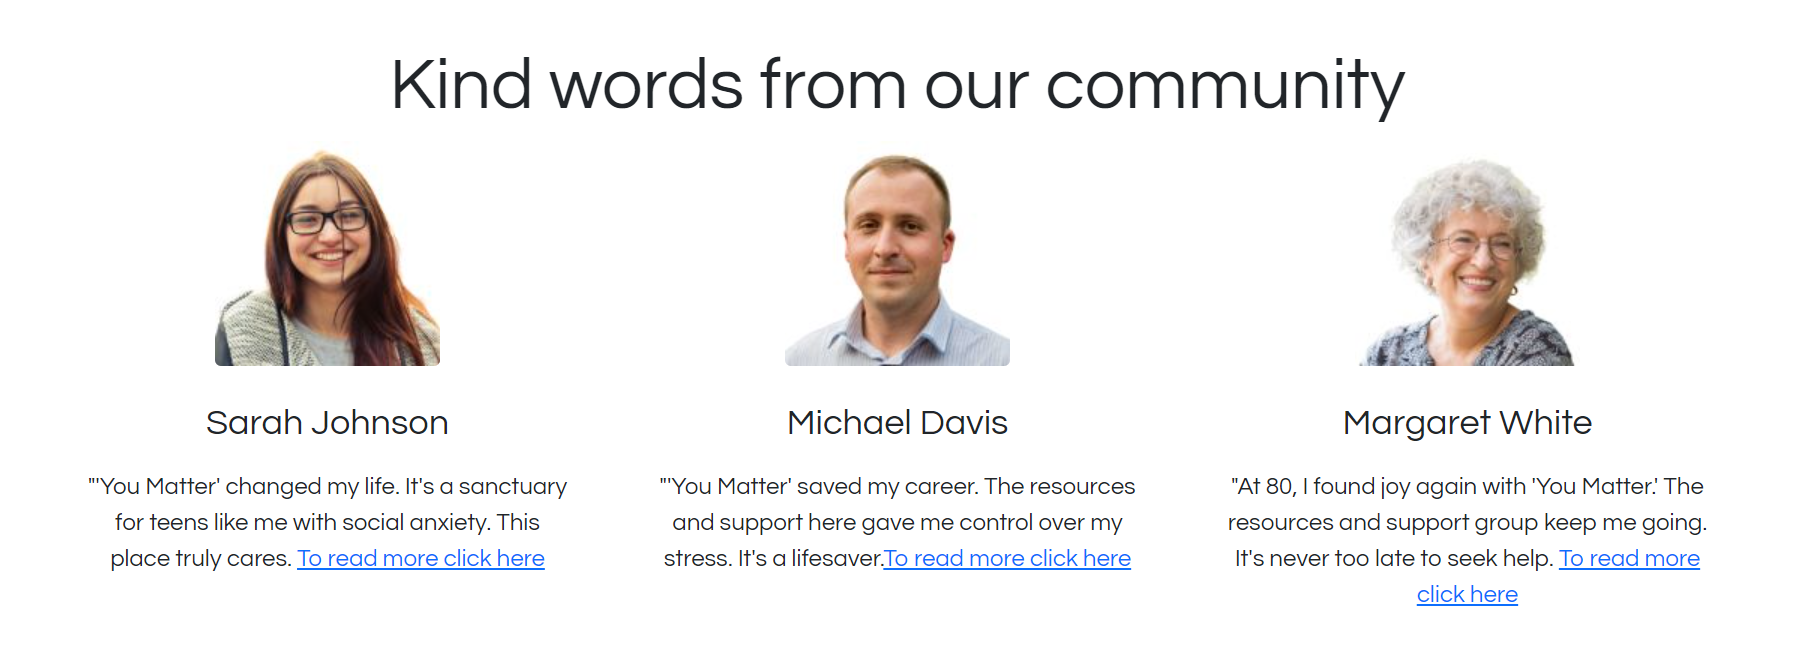 Kind words from our community
Sarah Johnson
"'You Matter' changed my life. It's a sanctuary
for teens like me with social anxiety. This
place truly cares. To read more click here
Michael Davis
"'You Matter' saved my career. The resources
and support here gave me control over my
stress. It's a lifesaver.To read more click here
Margaret White
"At 80, I found joy again with 'You Matter.' The
resources and support group keep me going.
It's never too late to seek help. To read more
click here